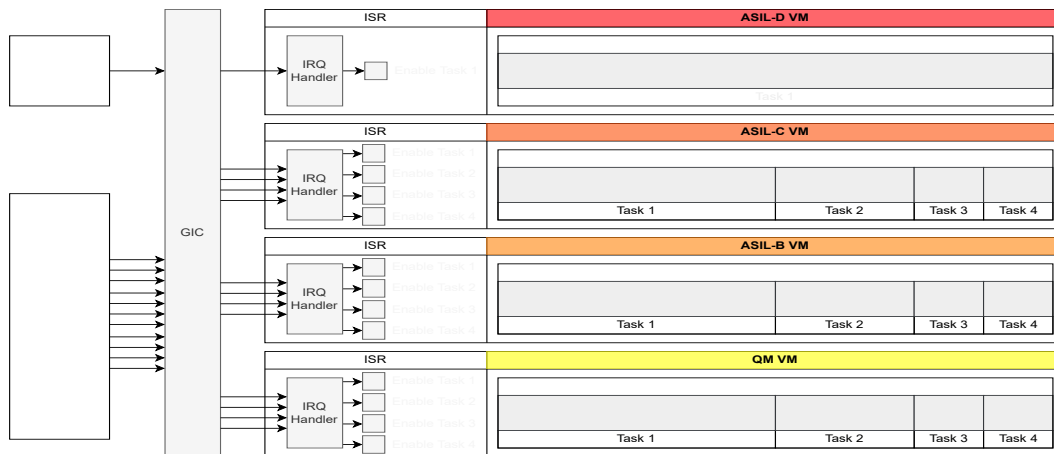 GIC
ISR
ASIL-D VM
IRQ
Handler
Enable Task 1
Task 1
ISR
ASIL-C VM
IRQ
Handler
Enable Task 1
Enable Task 2
Enable Task 3
Enable Task 4
Task 1
Task 2
Task 3
Task 4
ISR
ASIL-B VM
IRQ
Handler
Enable Task 1
Enable Task 2
Enable Task 3
Enable Task 4
Task 1
Task 2
Task 3
Task 4
ISR
QM VM
IRQ
Handler
Enable Task 1
Enable Task 2
Enable Task 3
Enable Task 4
Task 1
Task 2
Task 3
Task 4